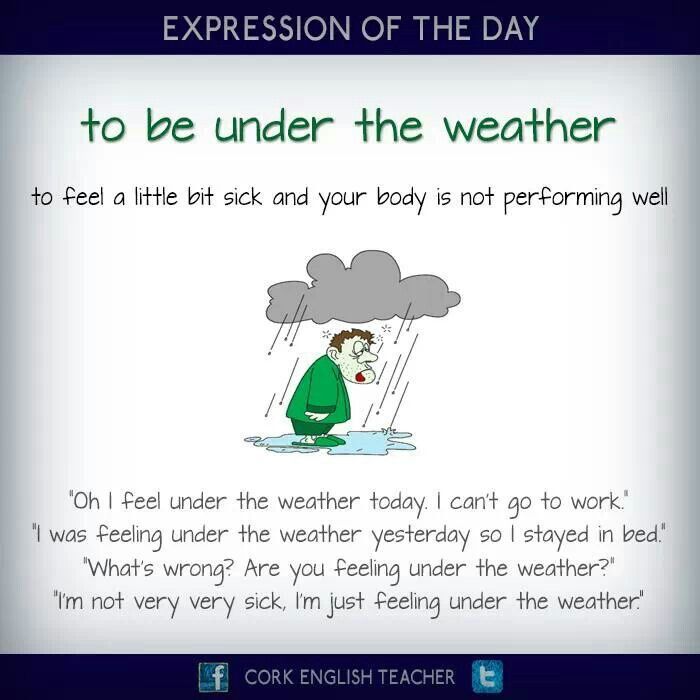 EXPRESSION OF THE DAY
to be under the weather
to feel a little bit sick and your body is not performing well
"Oh I feel under the weather today. I can't go to work."
"I was feeling under the weather yesterday so I stayed in bed."
"What's wrong? Are you feeling under the weather?"
"I'm not very very sick, I'm just feeling under the weather."
f CORK ENGLISH TEACHER t